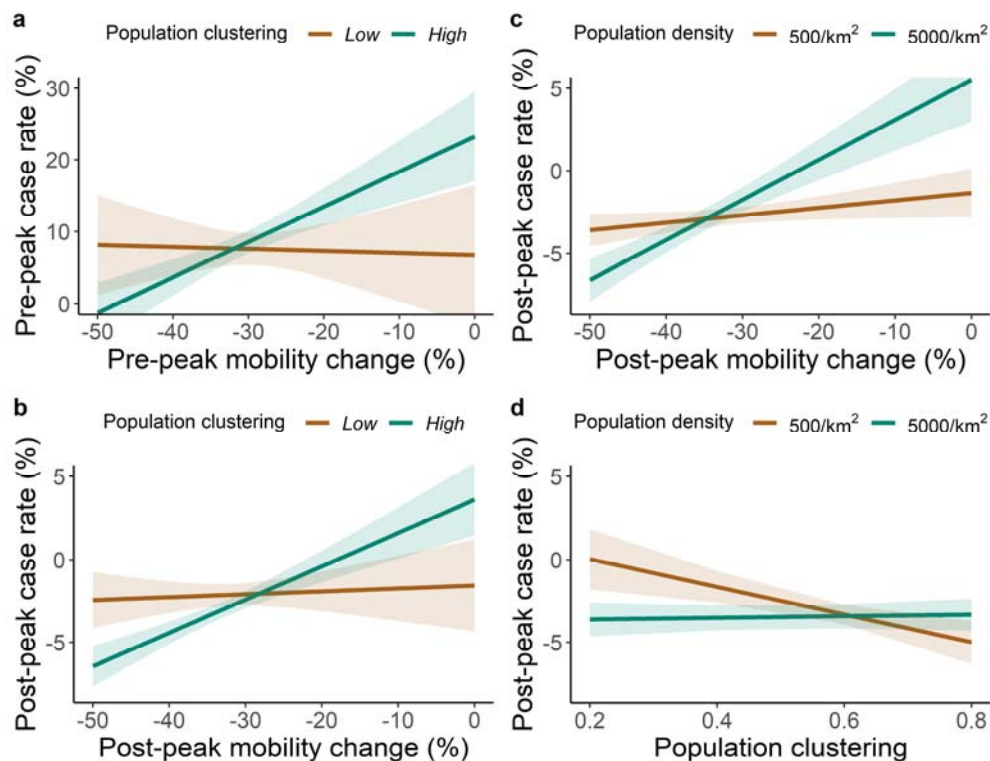 a
Population clustering Low High
Pre-peak case rate (%)
30
20
10
0
-50 -40 -30 -20 -10 0
Pre-peak mobility change (%)
c
Population density 500/km² 5000/km²
Post-peak case rate (%)
5
0
-5
-50 -40 -30 -20 -10 0
Post-peak mobility change (%)
b
Population clustering Low High
Post-peak case rate (%)
5
0
-5
-50 -40 -30 -20 -10 0
Post-peak mobility change (%)
d
Population density 500/km² 5000/km²
Post-peak case rate (%)
5
0
-5
0.2 0.4 0.6 0.8
Population clustering